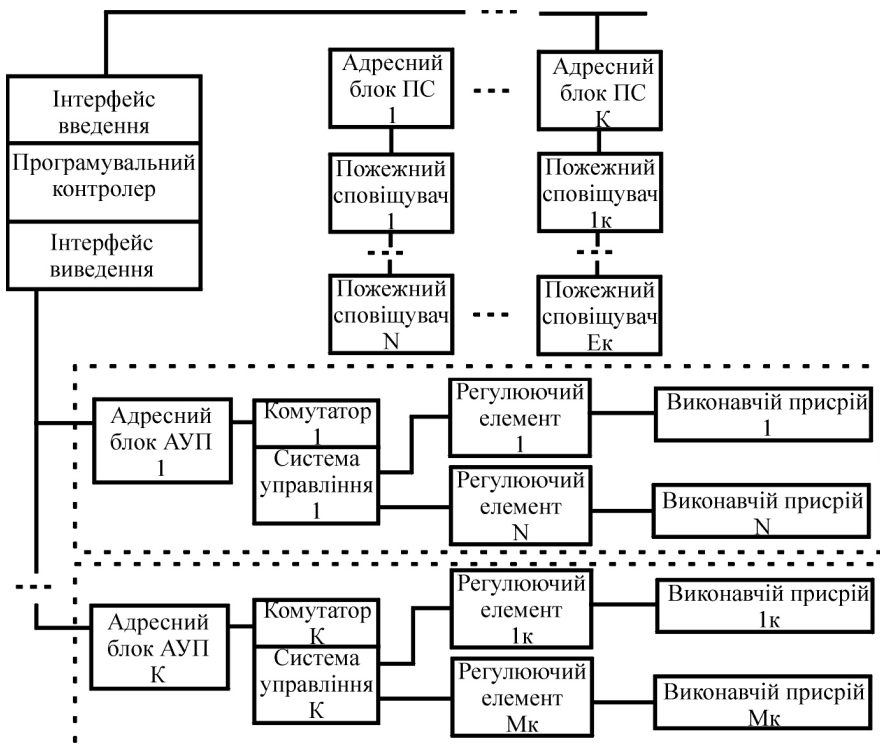 Інтерфейс
введення
Програмувальний
контролер
Інтерфейс
виведення
Адресний
блок ПС
1
Адресний
блок ПС
К
Пожежний
сповіщувач
1
Пожежний
сповіщувач
1к
Пожежний
сповіщувач
N
Пожежний
сповіщувач
Ек
Адресний
блок АУП
1
Комутатор
1
Система
управління
1
Регулюючий
елемент
1
Виконавчій присрій
1
Регулюючий
елемент
N
Виконавчій присрій
N
Адресний
блок АУП
К
Комутатор
К
Система
управління
К
Регулюючий
елемент
1к
Виконавчій присрій
1к
Регулюючий
елемент
Мк
Виконавчій присрій
Мк